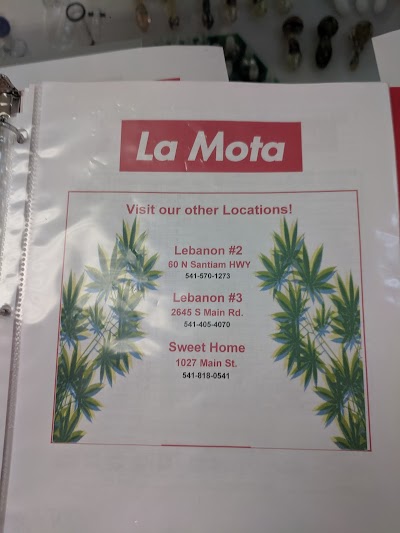 La Mota
Visit our other Locations!
Lebanon #2
60 N Santiam HWY
541-570-1273
Lebanon #3
2645 S Main Rd.
541-405-4070
Sweet Home
1027 Main St.
541-818-0541